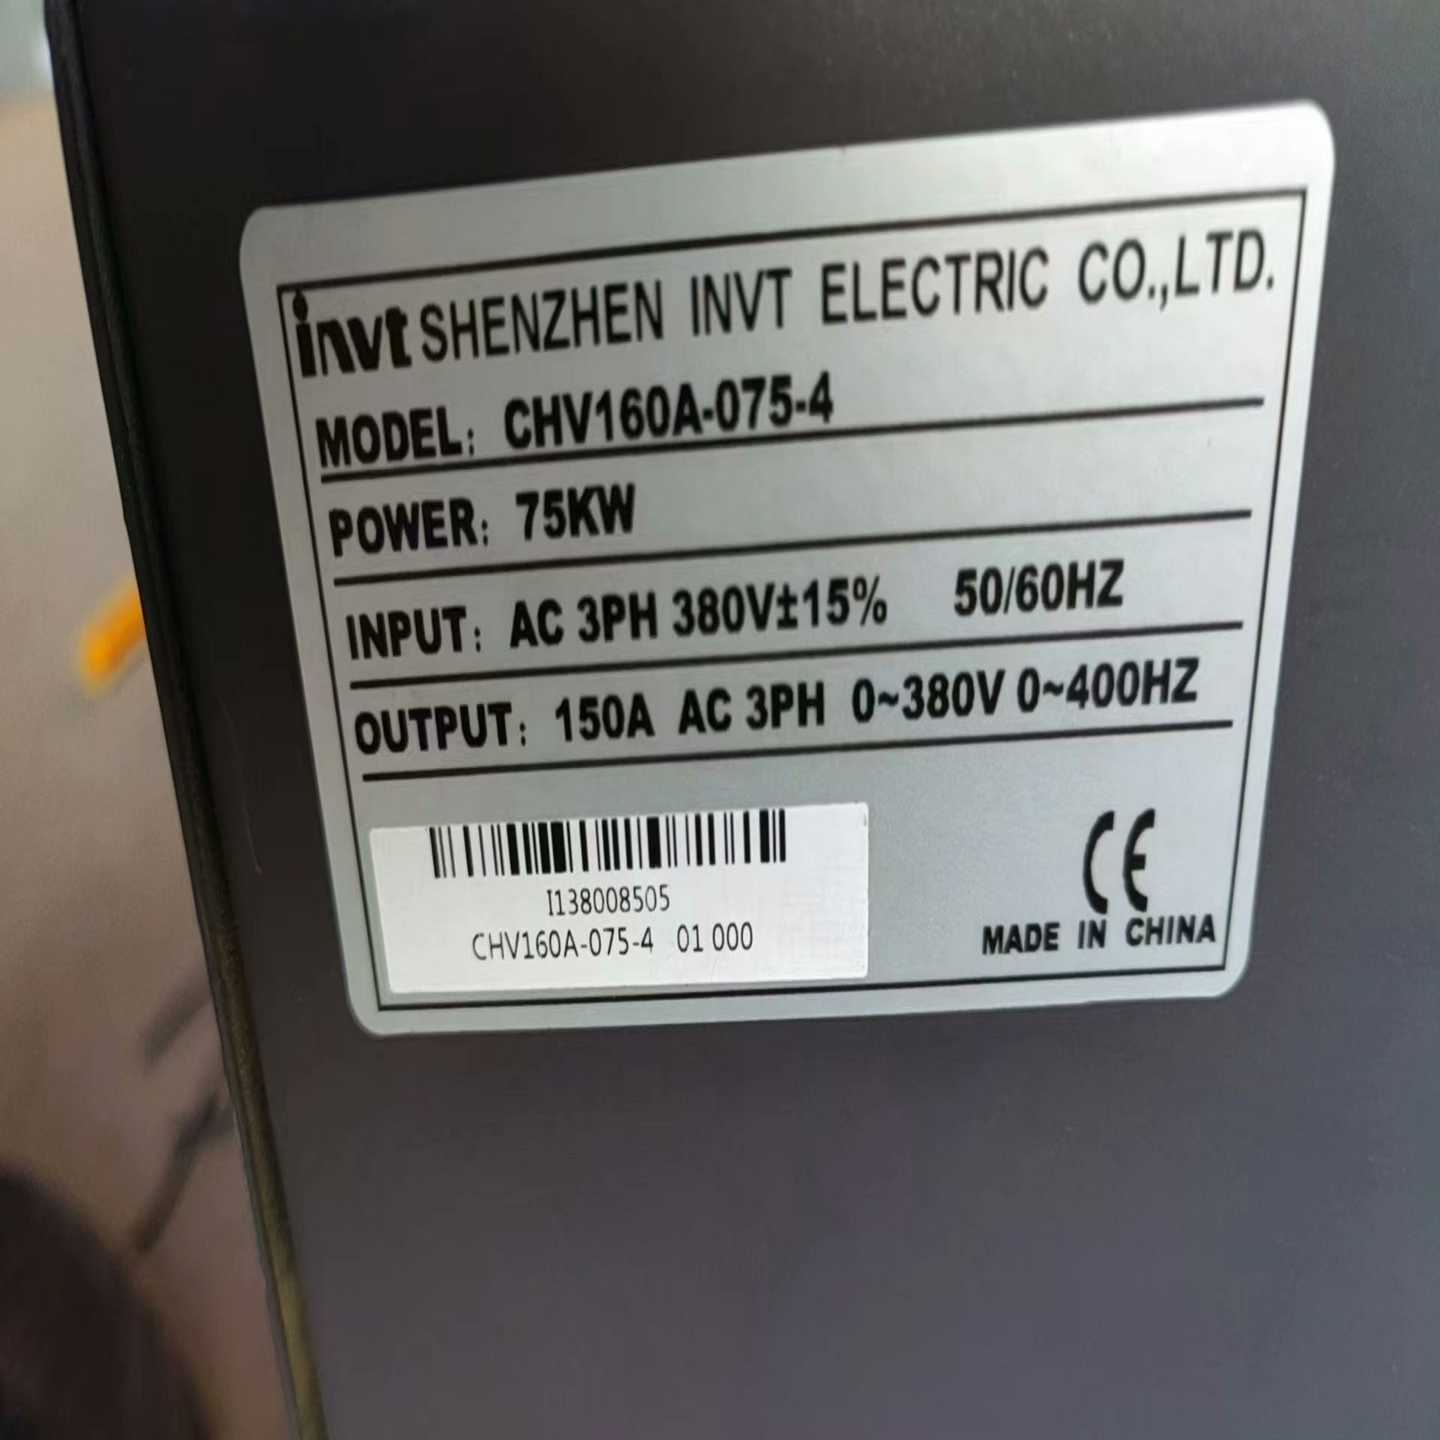 invt SHENZHEN INVT ELECTRIC CO.,LTD.
MODEL: CHV160A-075-4
POWER: 75KW
INPUT: AC 3PH 380V±15% 50/60HZ
OUTPUT: 150A AC 3PH 0~380V 0~400HZ
I138008505
CHV160A-075-4 01 000
CE
MADE IN CHINA